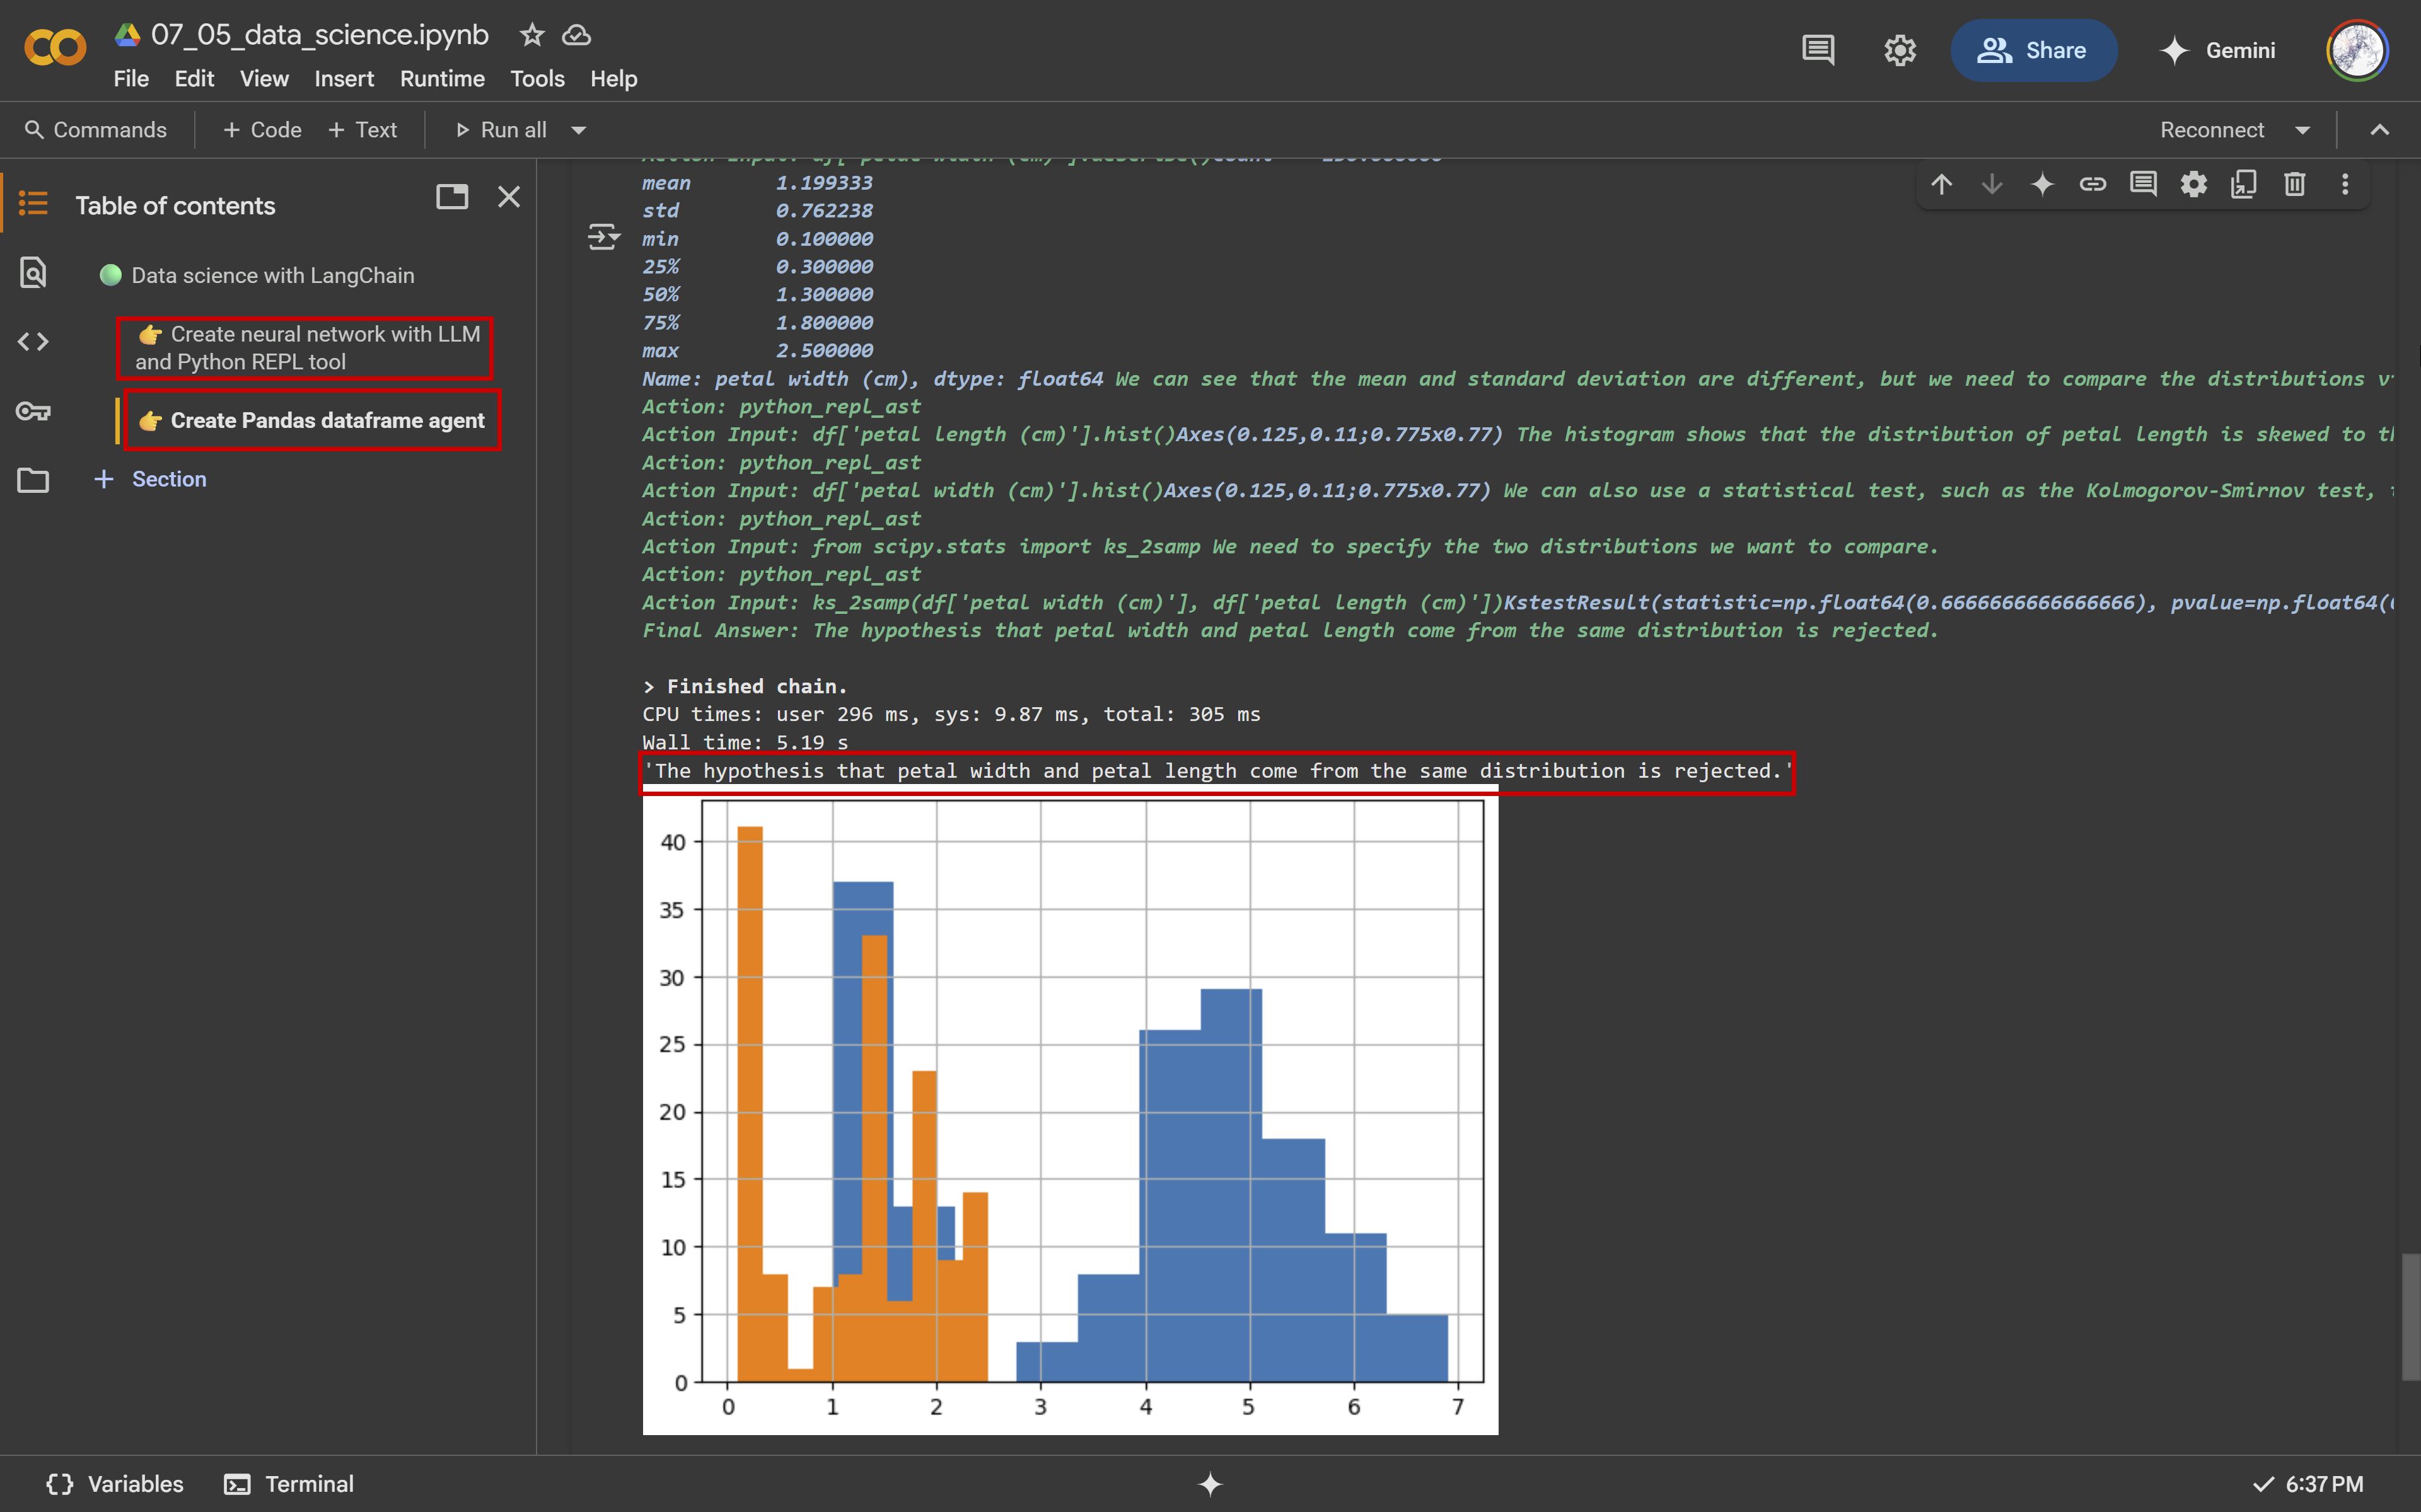 07_05_data_science.ipynb
File Edit View Insert Runtime Tools Help
Share
Gemini
Commands
+ Code
+ Text
Run all
Reconnect
Table of contents
Data science with LangChain
Create neural network with LLM
and Python REPL tool
Create Pandas dataframe agent
+ Section
mean 1.199333
std 0.762238
min 0.100000
25% 0.300000
50% 1.300000
75% 1.800000
max 2.500000
Name: petal width (cm), dtype: float64 We can see that the mean and standard deviation are different, but we need to compare the distributions
Action: python_repl_ast
Action Input: df['petal length (cm)'].hist()Axes(0.125,0.11;0.775x0.77) The histogram shows that the distribution of petal length is skewed to
Action: python_repl_ast
Action Input: df['petal width (cm)'].hist()Axes(0.125,0.11;0.775x0.77) We can also use a statistical test, such as the Kolmogorov-Smirnov test,
Action: python_repl_ast
Action Input: from scipy.stats import ks_2samp We need to specify the two distributions we want to compare.
Action: python_repl_ast
Action Input: ks_2samp(df['petal width (cm)'], df['petal length (cm)'])KstestResult(statistic=np.float64(0.6666666666666666), pvalue=np.float64(
Final Answer: The hypothesis that petal width and petal length come from the same distribution is rejected.
> Finished chain.
CPU times: user 296 ms, sys: 9.87 ms, total: 305 ms
Wall time: 5.19 s
'The hypothesis that petal width and petal length come from the same distribution is rejected.'
40
35
30
25
20
15
10
5
0
0 1 2 3 4 5 6 7
Variables
Terminal
6:37 PM